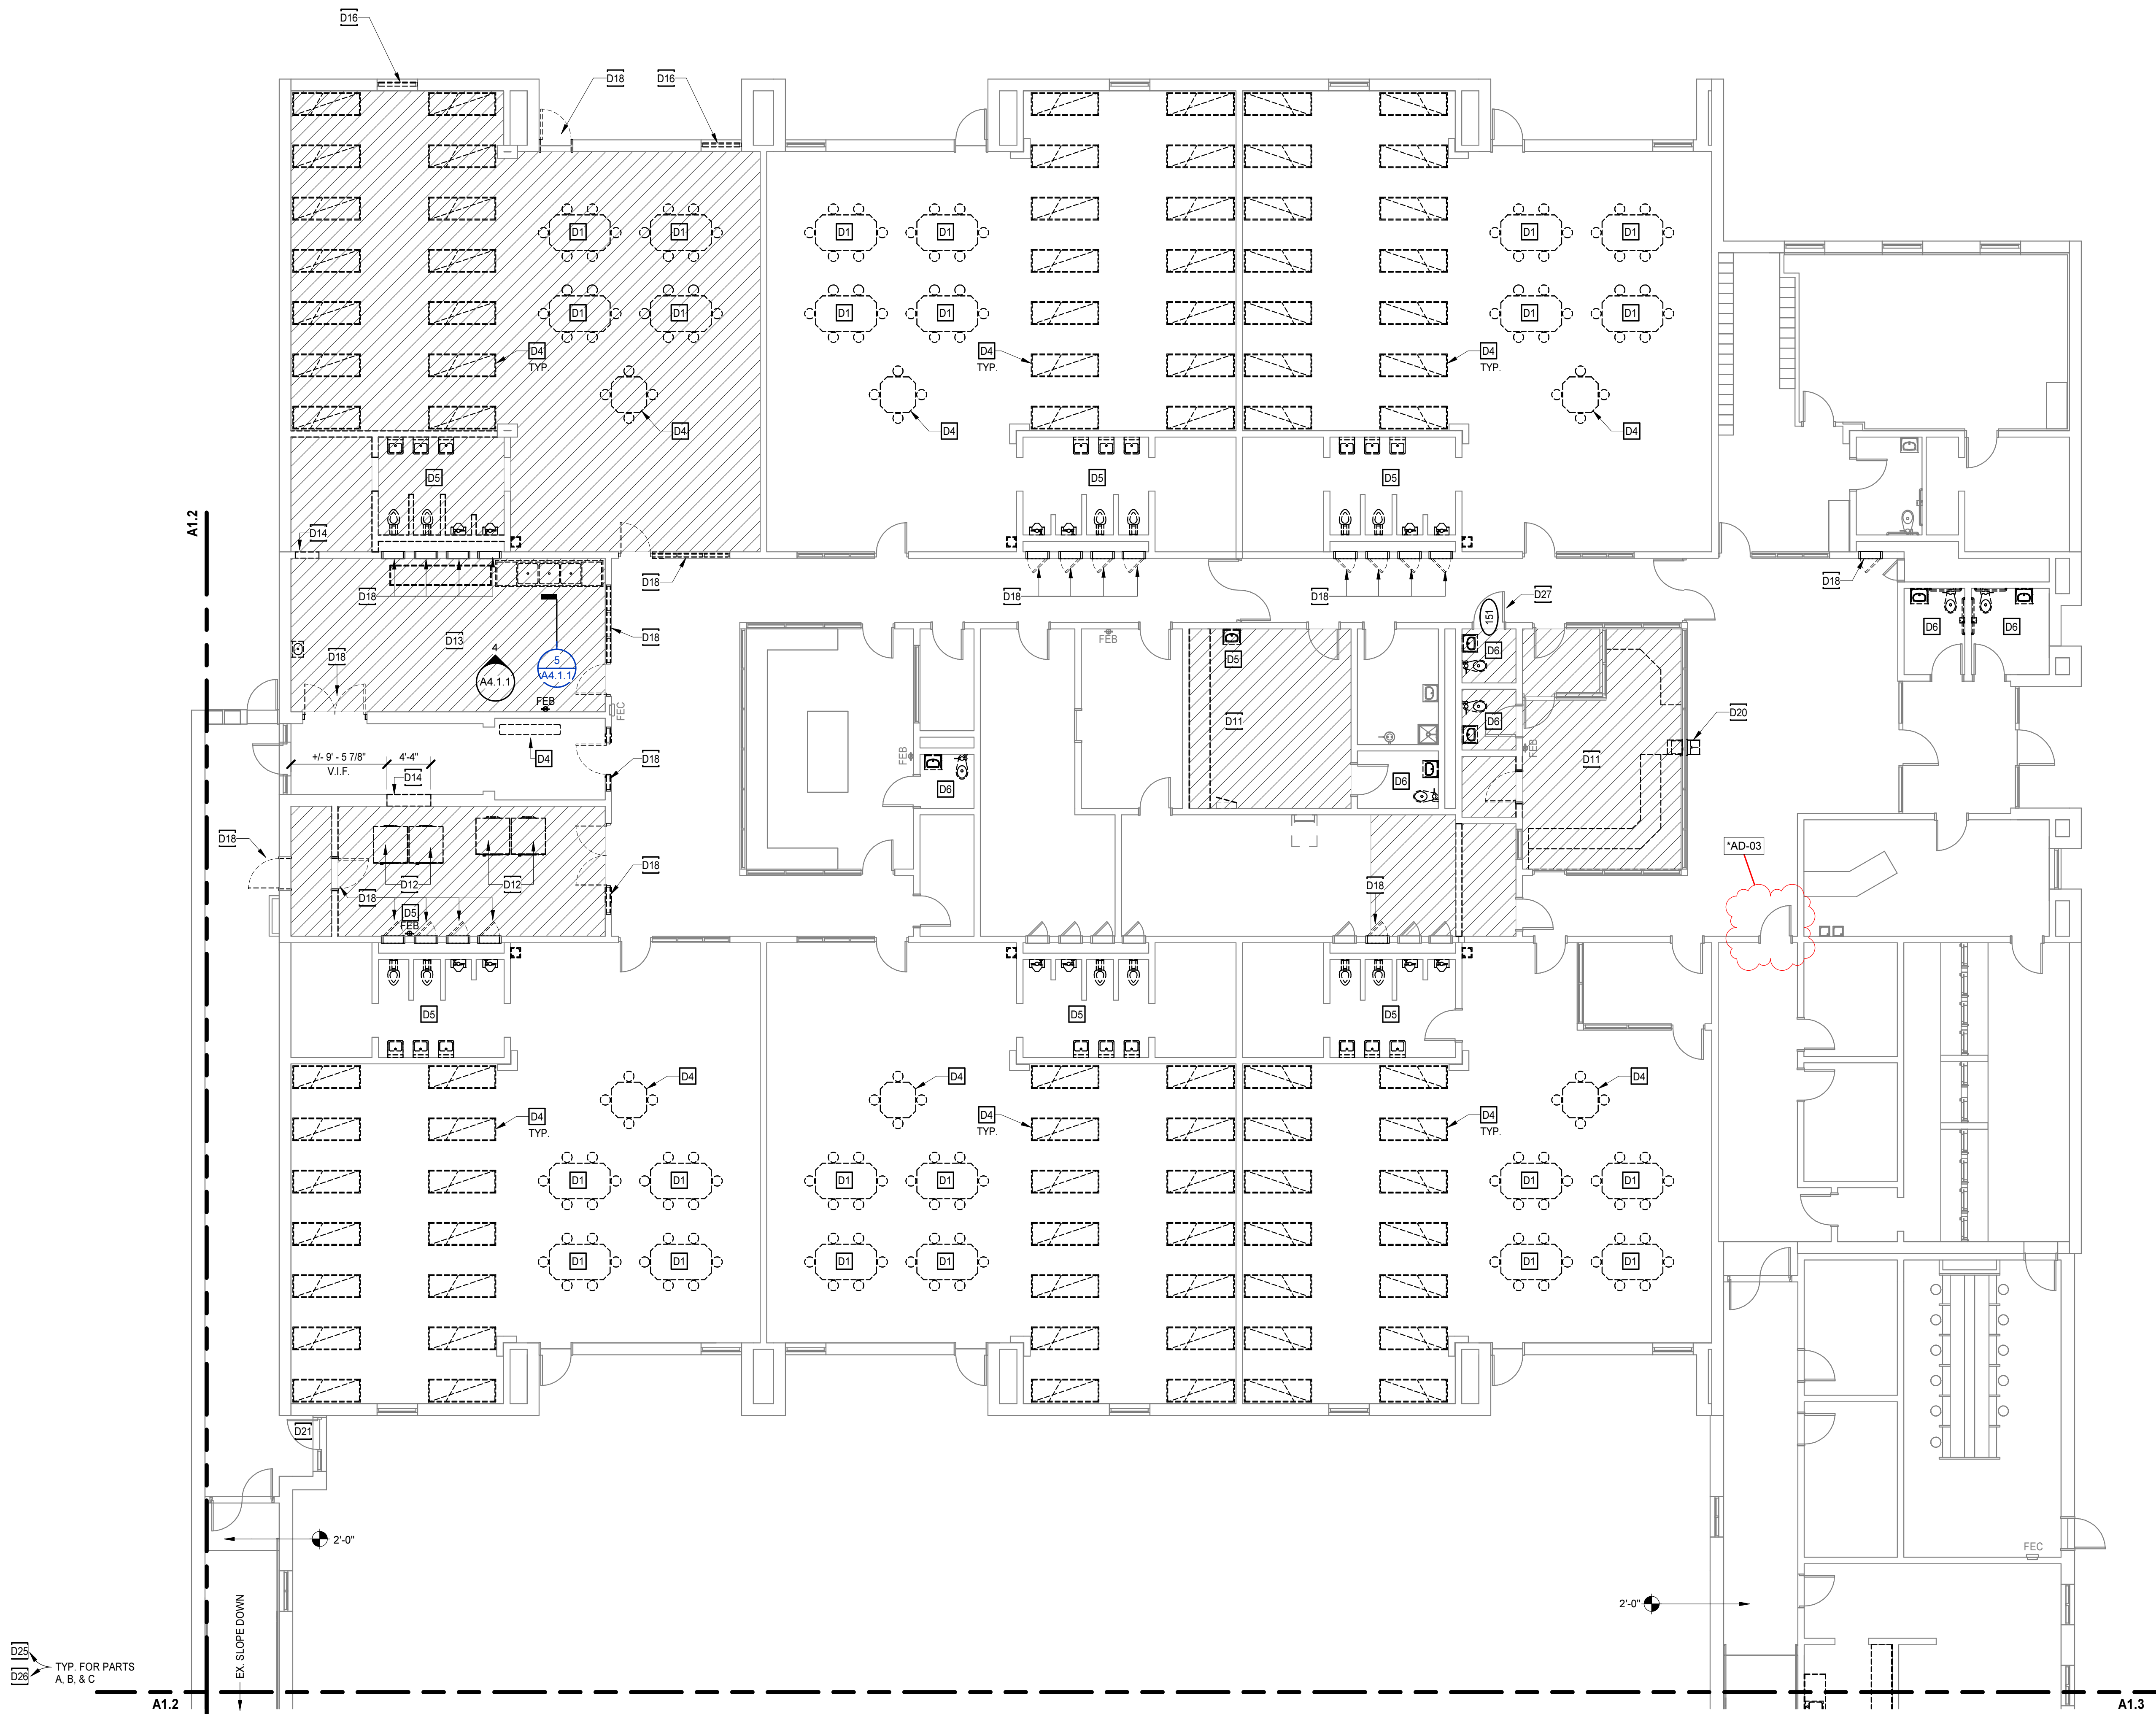 D16
D18
D16
D1
D1
D1
D1
D1
D1
D1
D1
D1
D1
D1
D1
D4
TYP.
D4
TYP.
D4
TYP.
D4
D4
D4
D5
D5
D5
A1.2
D14
D18
D18
D18
D18
D18
D27
151
D13
D18
D18
4
A4.1.1
5
A4.1.1
FEB
FEC
FEB
D5
D6
D6
D6
D6
D11
D6
D20
+/- 9' - 5 7/8"
V.I.F.
4'-4"
D4
D14
D18
FEB
FEB
D11
D6
D6
D18
D12
D12
D18
D18
D5
FEB
D18
*AD-03
D5
D5
D5
D4
D4
D4
D4
TYP.
D4
TYP.
D4
TYP.
D1
D1
D1
D1
D1
D1
D1
D1
D1
D1
D1
D1
D21
2'-0"
FEC
2'-0"
EX. SLOPE DOWN
D25
D26
TYP. FOR PARTS
A, B, & C
A1.2
A1.3